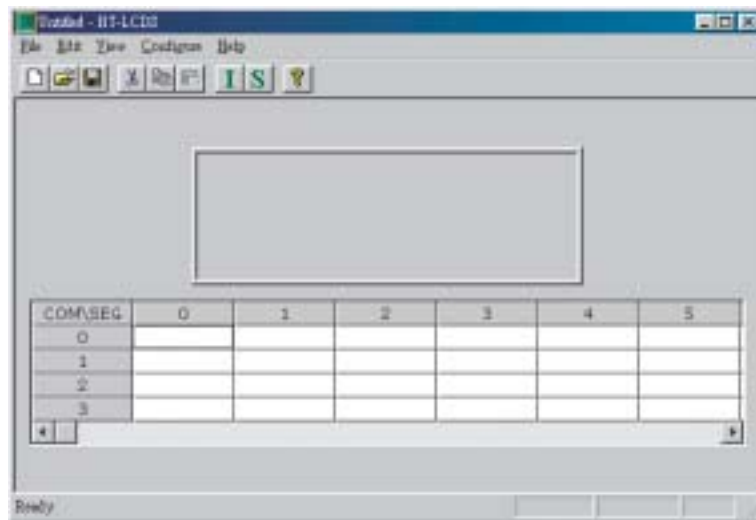 Untitled - HT-LCDS
File Edit View Configure Help
I S ?
COM\SEG 0 1 2 3 4 5
0
1
2
3
Ready